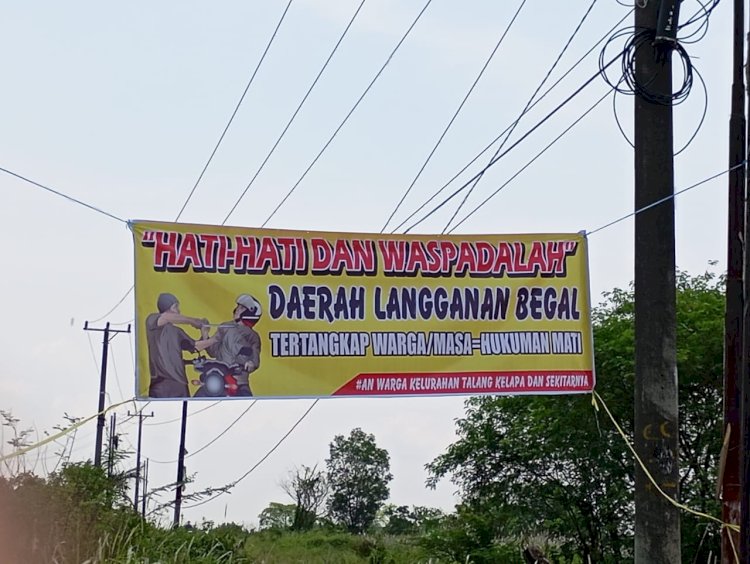 "HATI-HATI DAN WASPADALAH"
DAERAH LANGGANAN BEGAL
TERTANGKAP WARGA/MASA=HUKUMAN MATI
#AN WARGA KELURAHAN TALANG KELAPA DAN SEKITARNYA